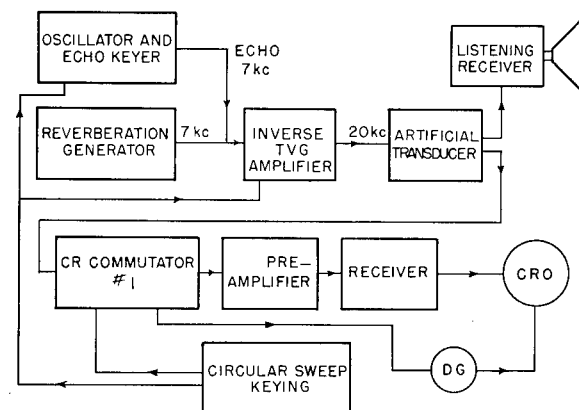 OSCILLATOR AND
ECHO KEYER
ECHO
7kc
LISTENING
RECEIVER
REVERBERATION
GENERATOR
7kc
INVERSE
TVG
AMPLIFIER
20kc
ARTIFICIAL
TRANSDUCER
CR COMMUTATOR
#1
PRE-
AMPLIFIER
RECEIVER
CRO
DG
CIRCULAR SWEEP
KEYING